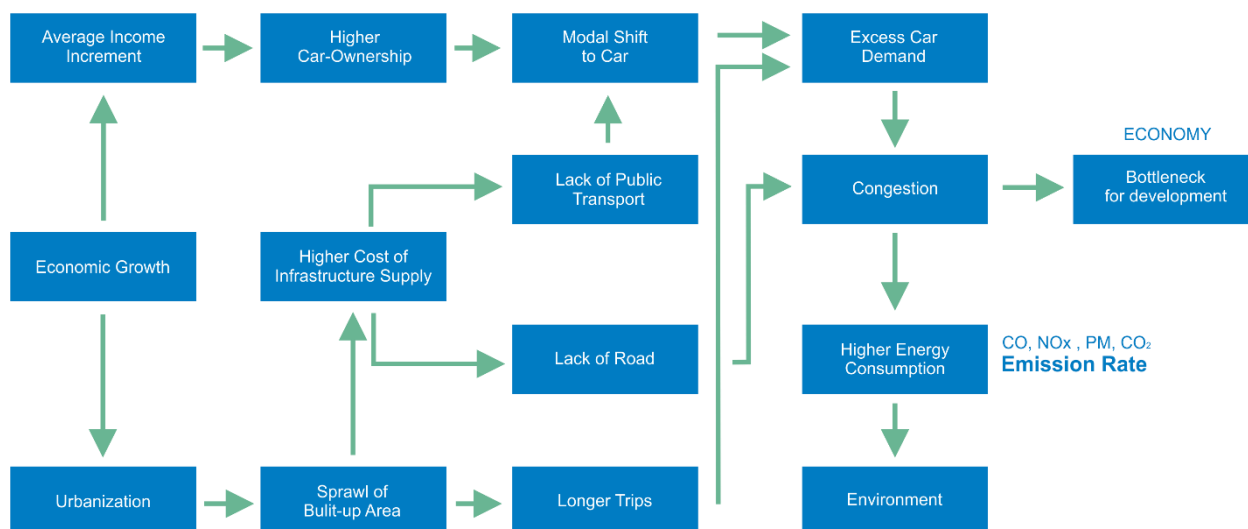 Average Income
Increment
Higher
Car-Ownership
Modal Shift
to Car
Excess Car
Demand
ECONOMY
Lack of Public
Transport
Congestion
Bottleneck
for development
Economic Growth
Higher Cost of
Infrastructure Supply
Lack of Road
Higher Energy
Consumption
CO, NOx , PM, CO₂
Emission Rate
Urbanization
Sprawl of
Bulit-up Area
Longer Trips
Environment